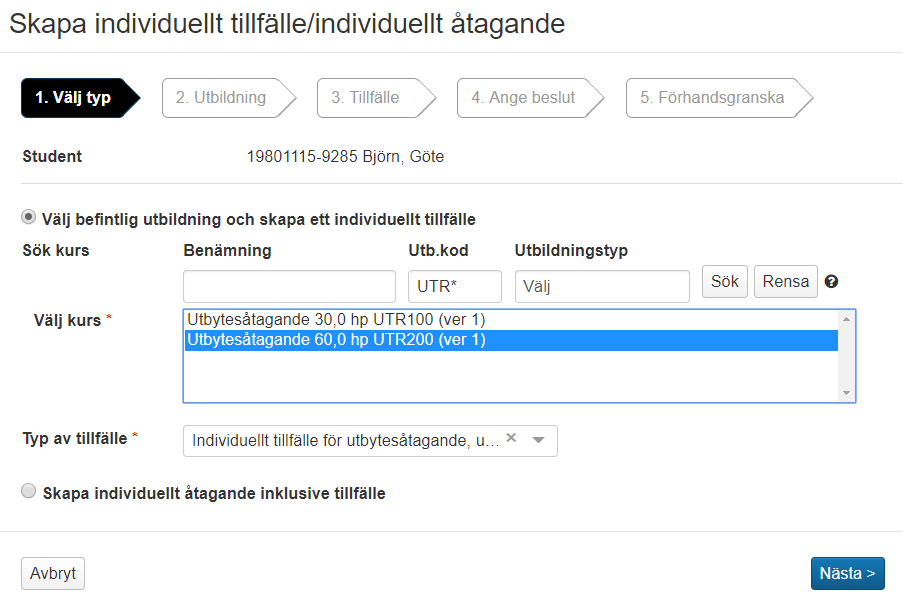 Skapa individuellt tillfälle/individuellt åtagande
1. Välj typ 2. Utbildning 3. Tillfälle 4. Ange beslut 5. Förhandsgranska
Student 19801115-9285 Björn, Göte
Välj befintlig utbildning och skapa ett individuellt tillfälle
Sök kurs Benämning Utb.kod Utbildningstyp
UTR* Välj Sök Rensa ?
Välj kurs * Utbytesåtagande 30,0 hp UTR100 (ver 1)
Utbytesåtagande 60,0 hp UTR200 (ver 1)
Typ av tillfälle * Individuellt tillfälle för utbytesåtagande, u... ×
Skapa individuellt åtagande inklusive tillfälle
Avbryt Nästa >